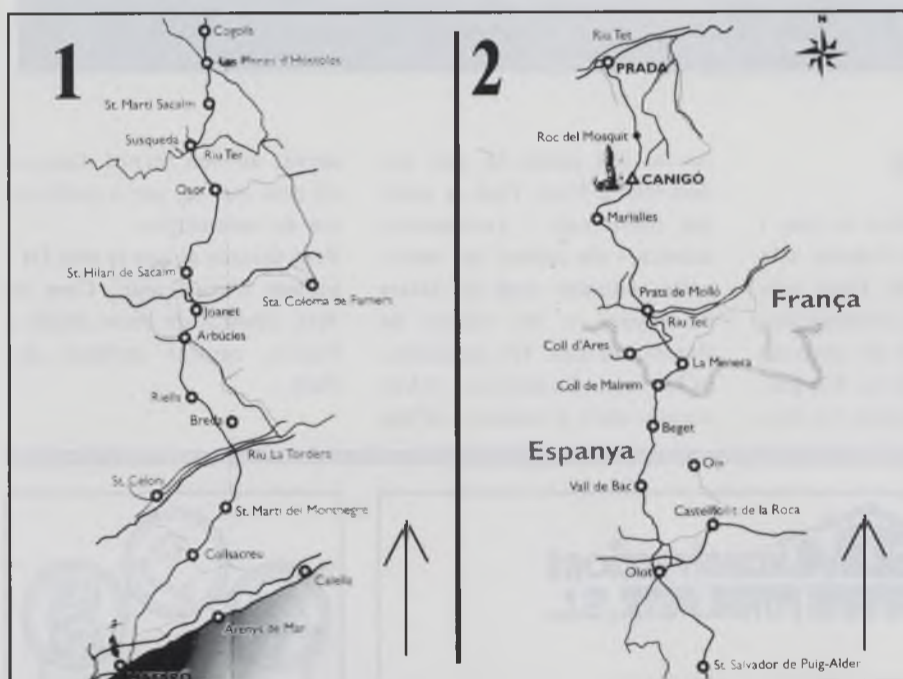 1
Cogolls
Les Planes d'Hostoles
St. Martí Sacalm
Susqueda
Riu Ter
Osor
St. Hilari de Sacalm
Sta. Coloma de Farners
Joanet
Arbúcies
Riells
Breda
Riu La Tordera
St. Celoni
St. Martí del Montnegre
Collsacreu
Calella
Arenys de Mar
2
N
Riu Tet
PRADA
Roc del Mosquit
CANIGÓ
Marialles
Prats de Molló
França
Riu Tet
Coll d'Ares
La Menera
Coll de Malrem
Beget
Espanya
Oix
Vall de Bac
Castellfollit de la Roca
Olot
St. Salvador de Puig-Alder